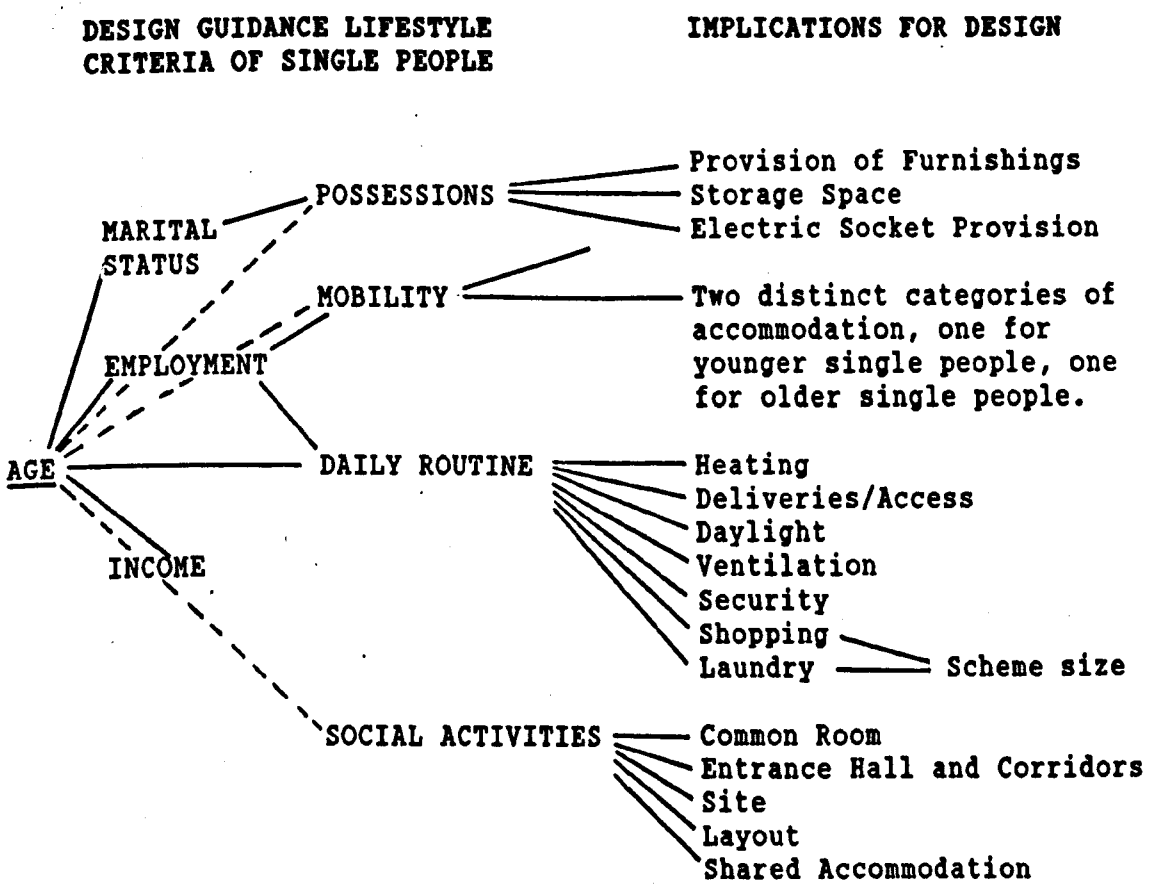 DESIGN GUIDANCE LIFESTYLE
CRITERIA OF SINGLE PEOPLE
IMPLICATIONS FOR DESIGN
MARITAL
STATUS
EMPLOYMENT
AGE
INCOME
POSSESSIONS
MOBILITY
DAILY ROUTINE
SOCIAL ACTIVITIES
Provision of Furnishings
Storage Space
Electric Socket Provision
Two distinct categories of
accommodation, one for
younger single people, one
for older single people.
Heating
Deliveries/Access
Daylight
Ventilation
Security
Shopping
Laundry
Scheme size
Common Room
Entrance Hall and Corridors
Site
Layout
Shared Accommodation